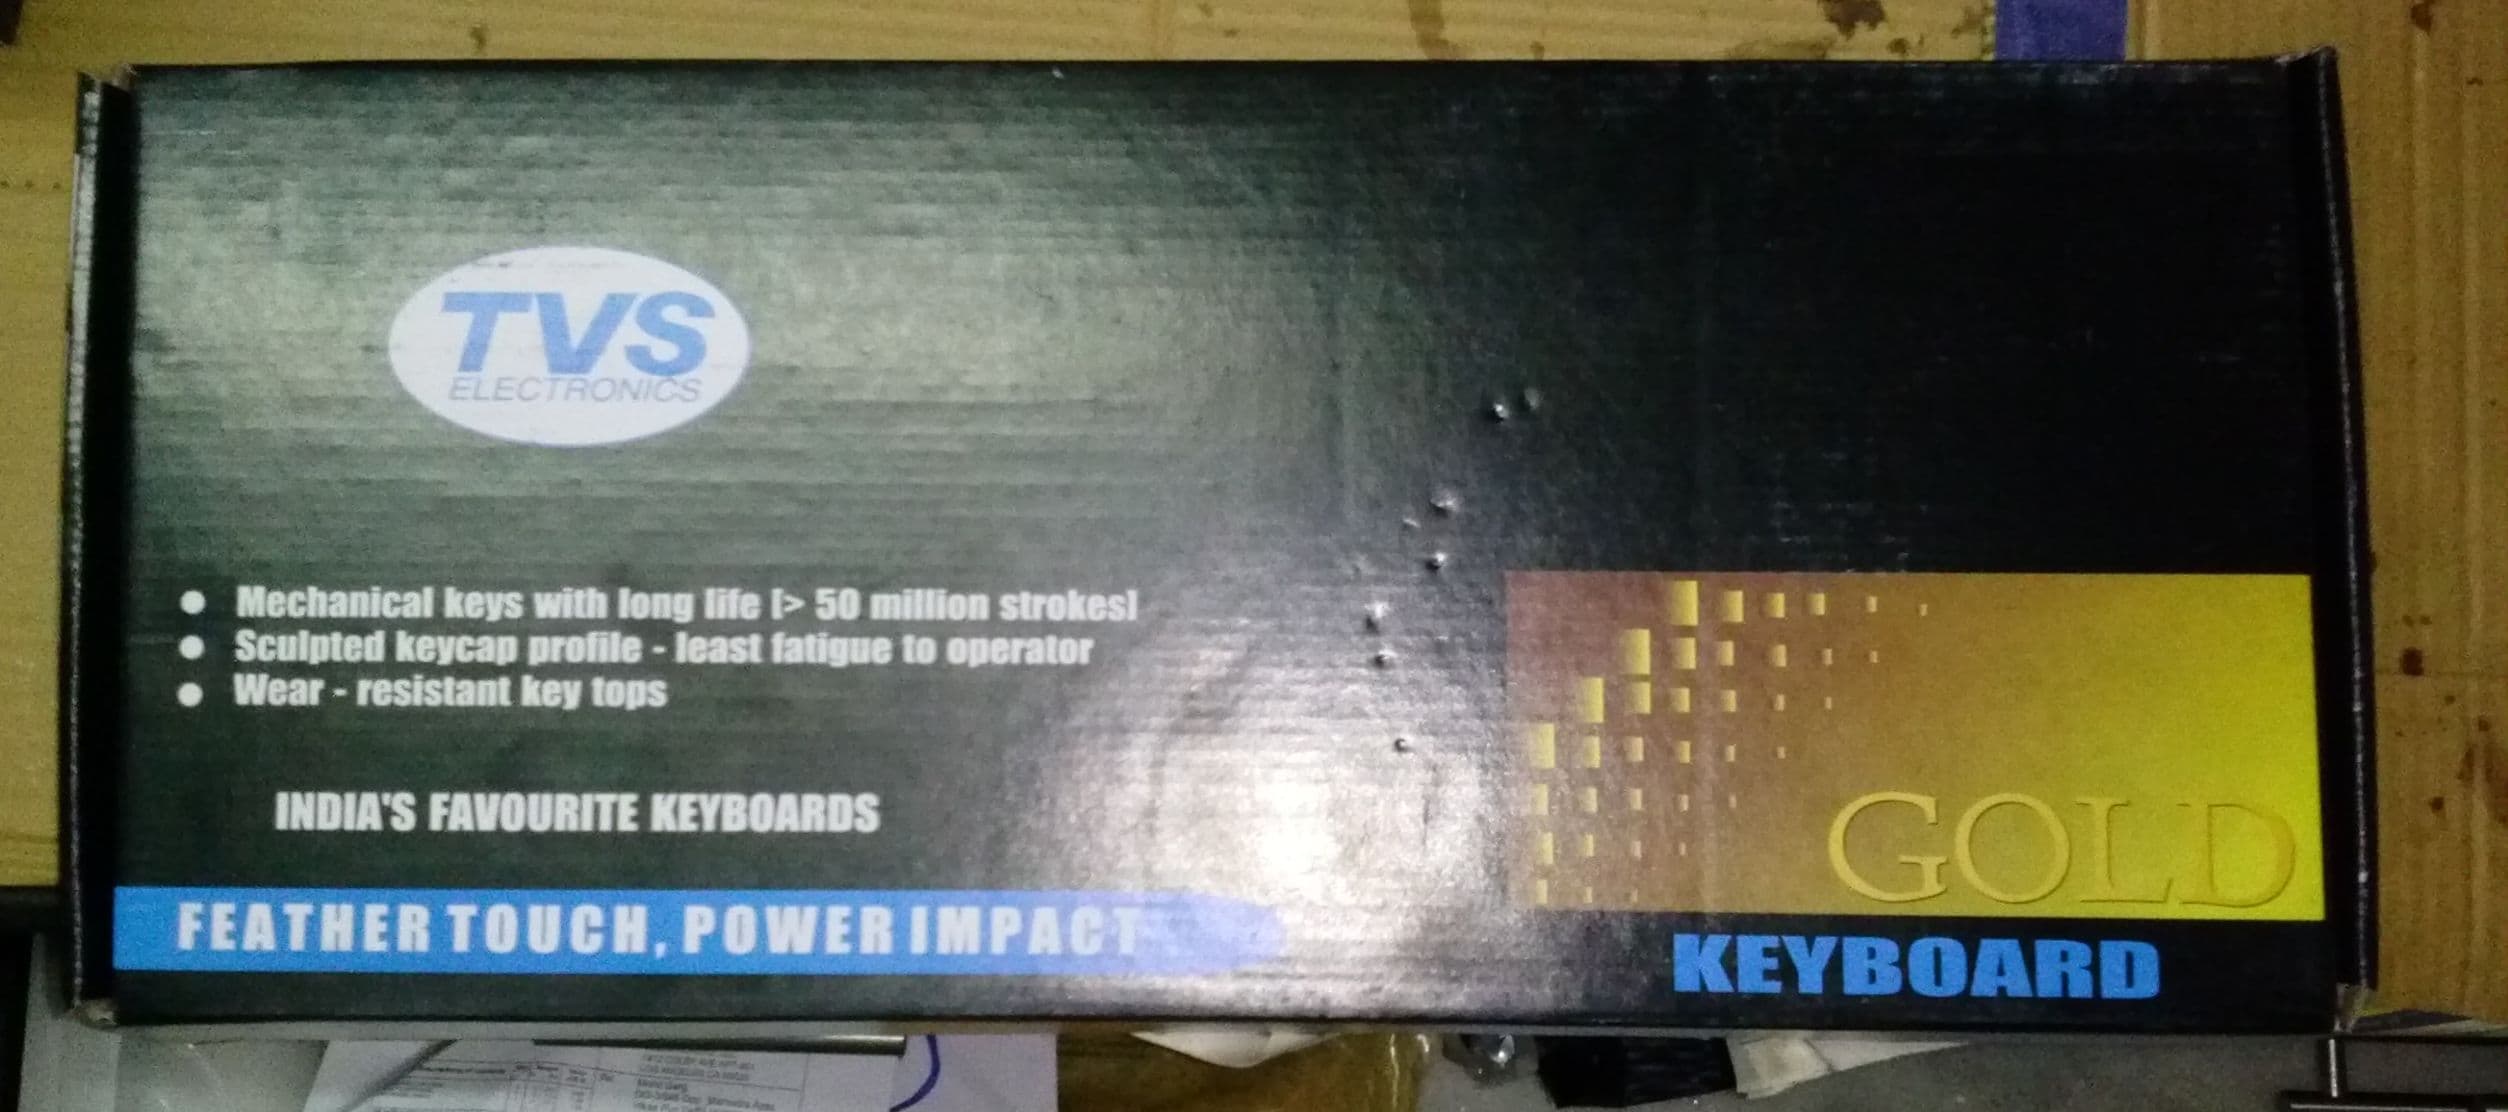 TVS
ELECTRONICS
Mechanical keys with long life [> 50 million strokes]
Sculpted keycap profile - least fatigue to operator
Wear - resistant key tops
INDIA'S FAVOURITE KEYBOARDS
FEATHER TOUCH, POWER IMPACT
GOLD
KEYBOARD